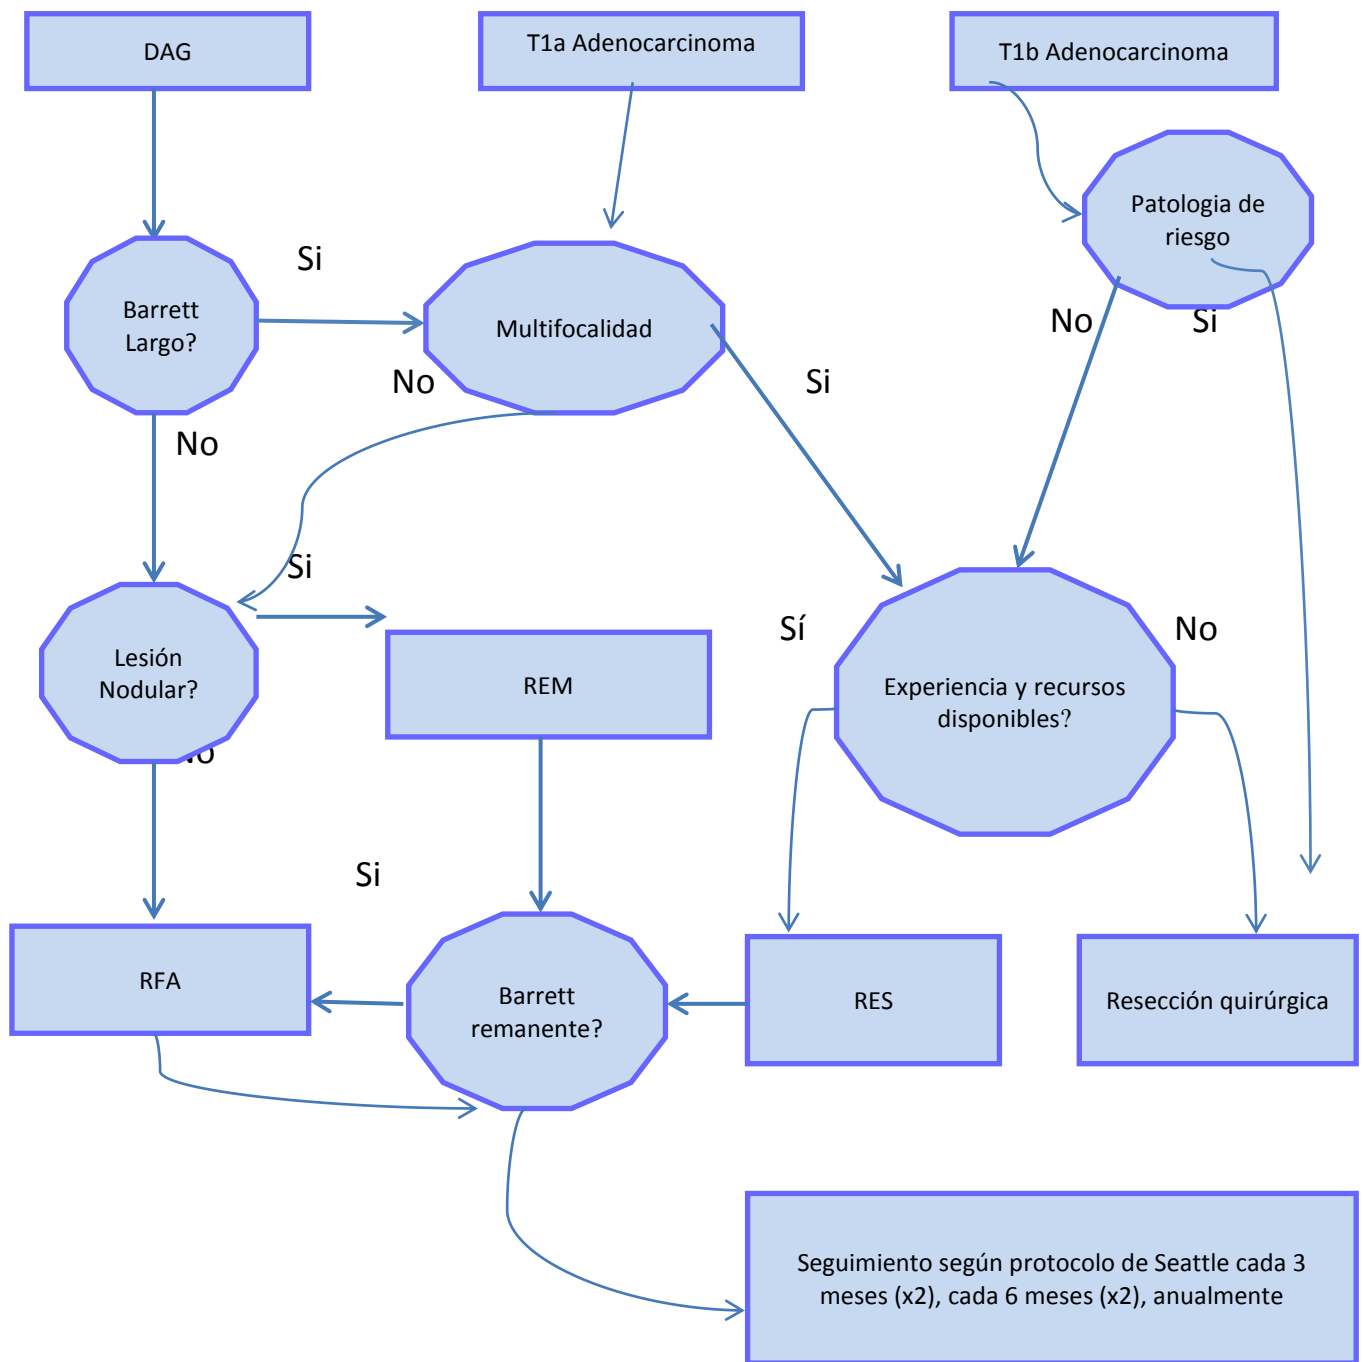 DAG
T1a Adenocarcinoma
T1b Adenocarcinoma
Patologia de
riesgo
Si
Barrett
Largo?
Multifocalidad
No
Si
No
Si
No
Si
Sí
No
Lesión
Nodular?
REM
Experiencia y recursos
disponibles?
No
Si
RFA
Barrett
remanente?
RES
Resección quirúrgica
Seguimiento según protocolo de Seattle cada 3
meses (x2), cada 6 meses (x2), anualmente